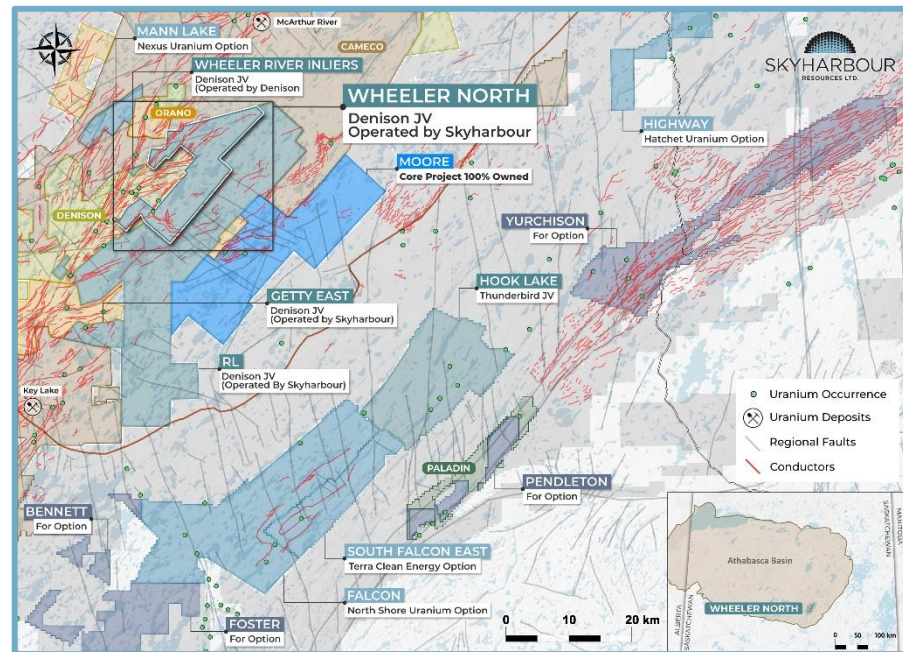 MANN LAKE
Nexus Uranium Option
McArthur River
CAMECO
SKYHARBOUR
RESOURCES LTD.
WHEELER RIVER INLIERS
Denison JV
(Operated by Denison
ORANO
WHEELER NORTH
Denison JV
Operated by Skyharbour
HIGHWAY
Hatchet Uranium Option
MOORE
Core Project 100% Owned
DENISON
YURCHISON
For Option
HOOK LAKE
Thunderbird JV
GETTY EAST
Denison JV
(Operated by Skyharbour)
RL
Denison JV
(Operated By Skyharbour)
Key Lake
Uranium Occurrence
Uranium Deposits
Regional Faults
Conductors
PALADIN
PENDLETON
For Option
BENNETT
For Option
SOUTH FALCON EAST
Terra Clean Energy Option
FALCON
North Shore Uranium Option
FOSTER
For Option
0 10 20 km
SASKATCHEWAN
MANITOBA
Athabasca Basin
WHEELER NORTH
ALBERTA
SASKATCHEWAN
0 50 100 km